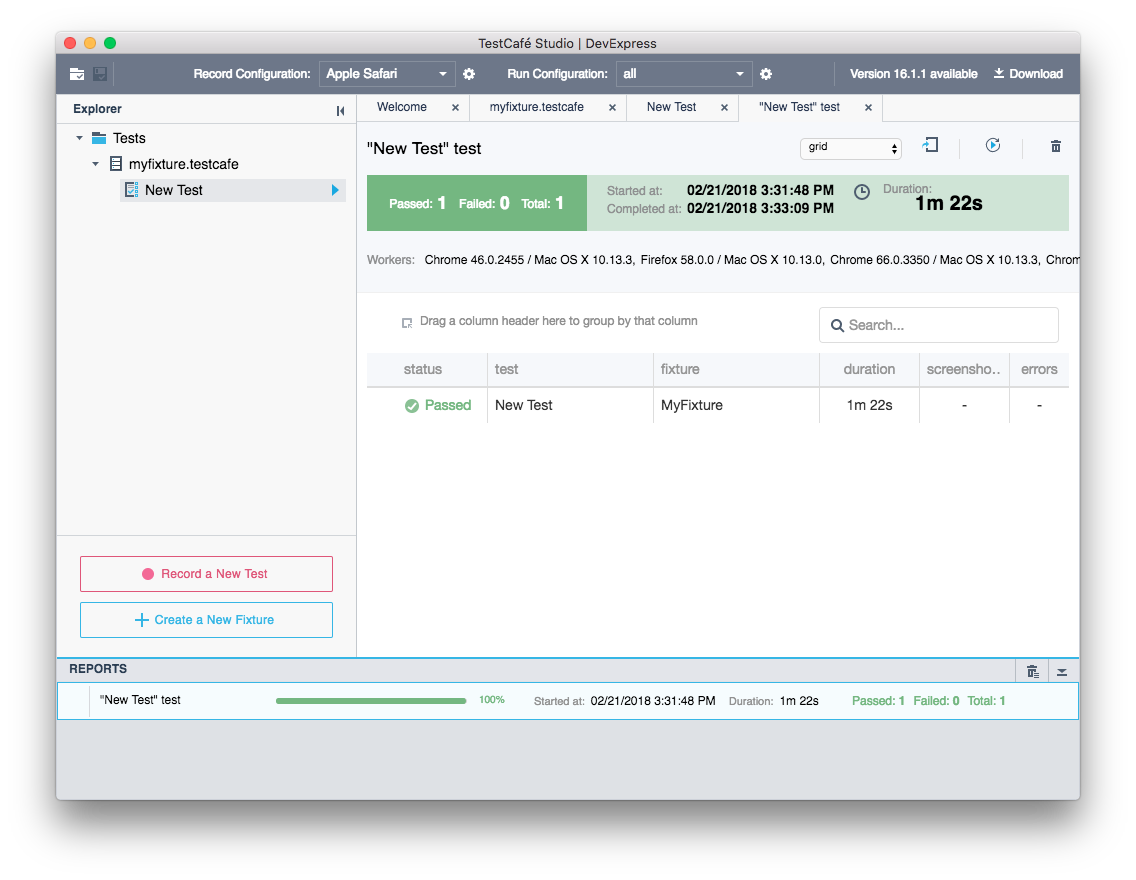 TestCafé Studio | DevExpress
Record Configuration: Apple Safari Run Configuration: all Version 16.1.1 available Download
Explorer
Tests
myfixture.testcafe
New Test
Record a New Test
Create a New Fixture
Welcome × myfixture.testcafe × New Test × "New Test" test ×
"New Test" test grid
Passed: 1 Failed: 0 Total: 1
Started at: 02/21/2018 3:31:48 PM
Completed at: 02/21/2018 3:33:09 PM
Duration:
1m 22s
Workers: Chrome 46.0.2455 / Mac OS X 10.13.3, Firefox 58.0.0 / Mac OS X 10.13.0, Chrome 66.0.3350 / Mac OS X 10.13.3, Chrom
Drag a column header here to group by that column Search...
status test fixture duration screensho.. errors
Passed New Test MyFixture 1m 22s - -
REPORTS
"New Test" test 100% Started at: 02/21/2018 3:31:48 PM Duration: 1m 22s Passed: 1 Failed: 0 Total: 1